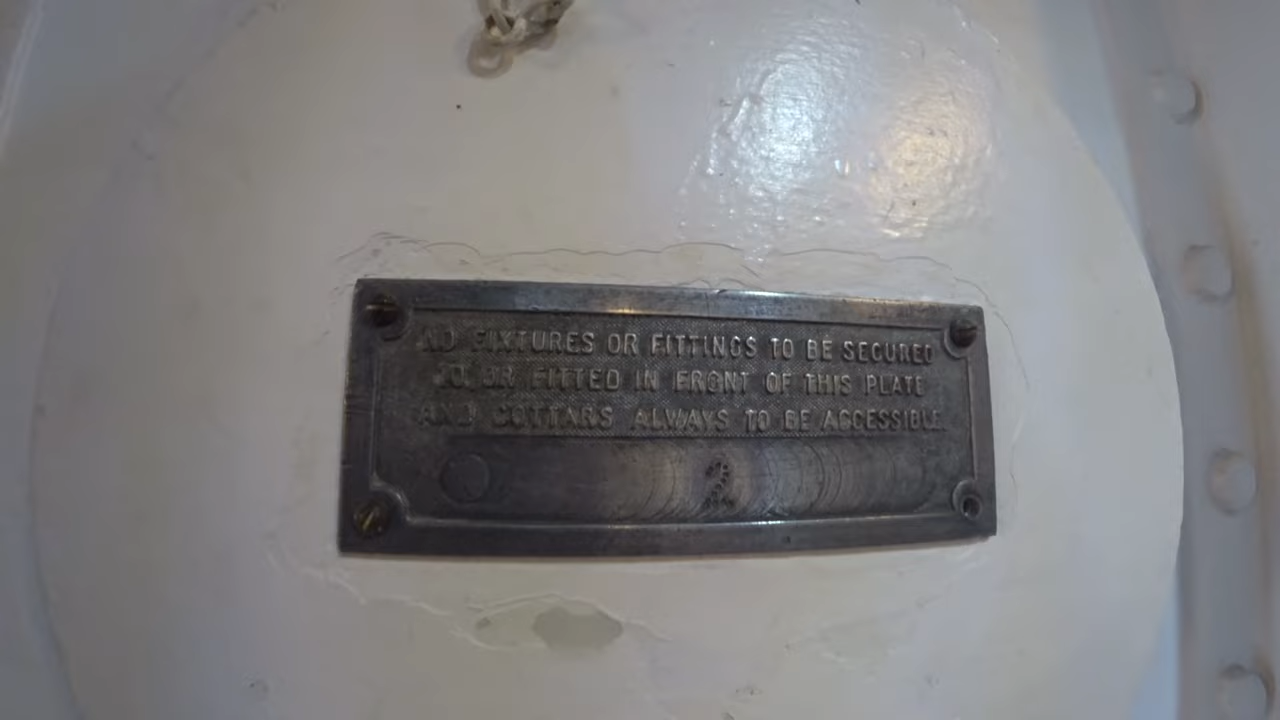 NO FIXTURES OR FITTINGS TO BE SECURED
TO OR FITTED IN FRONT OF THIS PLATE
AND COTTARS ALWAYS TO BE ACCESSIBLE.
2